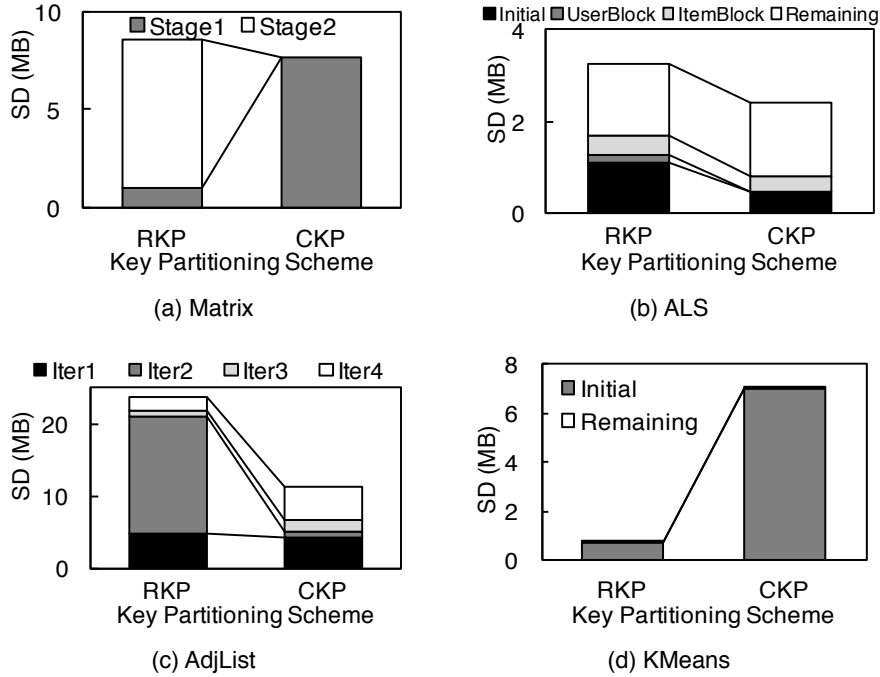 Stage1 Stage2
SD (MB)
10
5
0
RKP CKP
Key Partitioning Scheme
(a) Matrix
Initial UserBlock ItemBlock Remaining
SD (MB)
4
2
0
RKP CKP
Key Partitioning Scheme
(b) ALS
Iter1 Iter2 Iter3 Iter4
SD (MB)
20
10
0
RKP CKP
Key Partitioning Scheme
(c) AdjList
Initial
Remaining
SD (MB)
8
6
4
2
0
RKP CKP
Key Partitioning Scheme
(d) KMeans